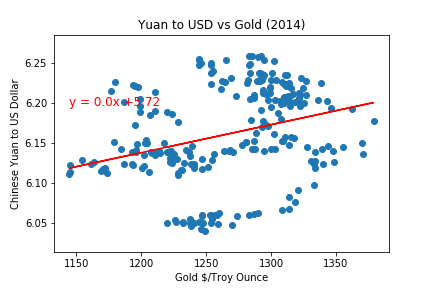 Yuan to USD vs Gold (2014)
Chinese Yuan to US Dollar
6.25
6.20
6.15
6.10
6.05
y = 0.0x +5.72
1150
1200
1250
1300
1350
Gold $/Troy Ounce